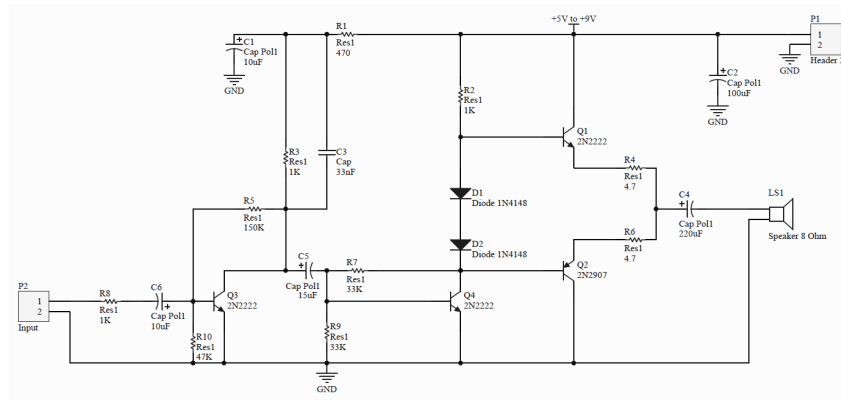 +5V to +9V
P1
1
2
Header
GND
C1
Cap Pol1
10uF
GND
R1
Res1
470
C2
Cap Pol1
100uF
GND
R2
Res1
1K
Q1
2N2222
R3
Res1
1K
C3
Cap
33nF
R4
Res1
4.7
D1
Diode 1N4148
C4
Cap Pol1
220uF
LS1
Speaker 8 Ohm
R5
Res1
150K
D2
Diode 1N4148
R6
Res1
4.7
C5
Cap Pol1
15uF
R7
Res1
33K
Q2
2N2907
P2
1
2
Input
R8
Res1
1K
C6
Cap Pol1
10uF
Q3
2N2222
Q4
2N2222
R10
Res1
47K
R9
Res1
33K
GND